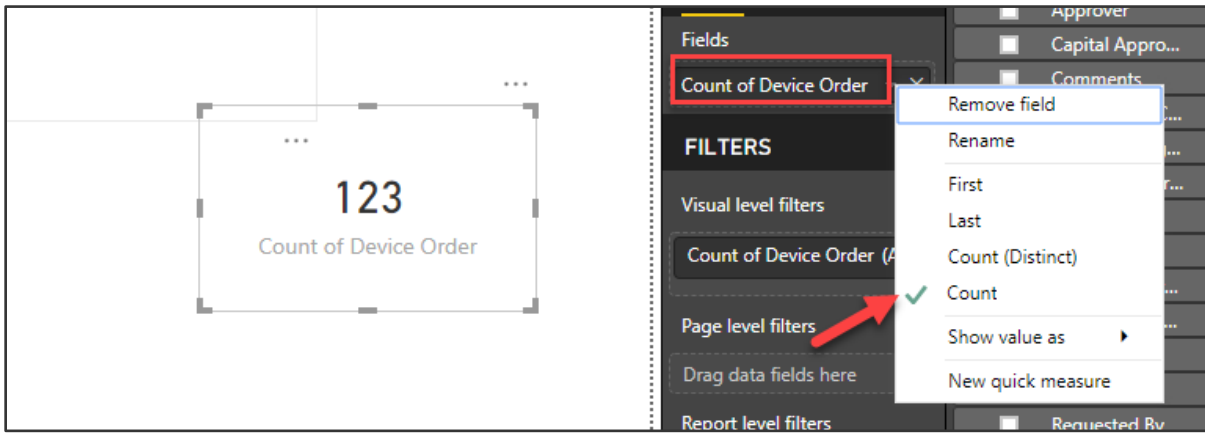 123
Count of Device Order
Fields
Count of Device Order
FILTERS
Visual level filters
Count of Device Order
Page level filters
Drag data fields here
Report level filters
Remove field
Rename
First
Last
Count (Distinct)
Count
Show value as
New quick measure
Approver
Capital Appro...
Comments
Requested By